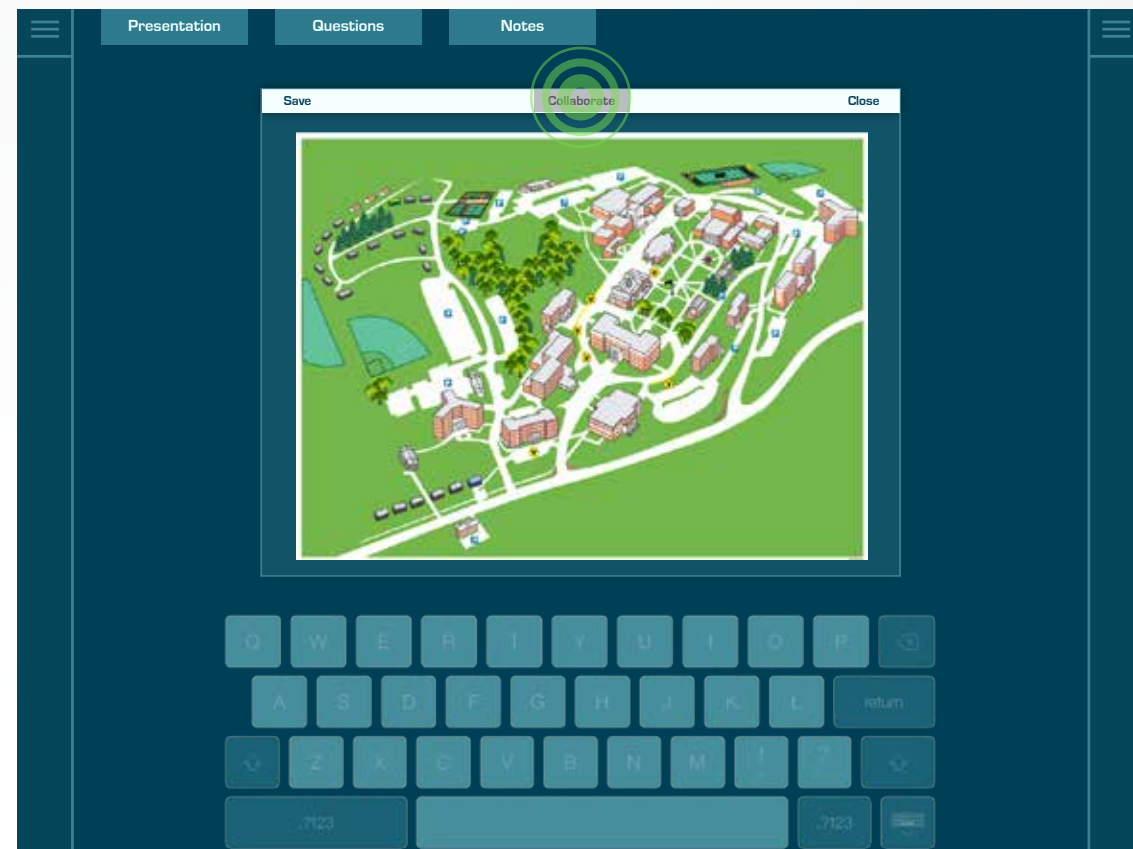 Presentation Questions Notes
Save Collaborate Close
Q W E R T Y U I O P
A S D F G H J K L return
Z X C V B N M ! ?
.?123 .?123